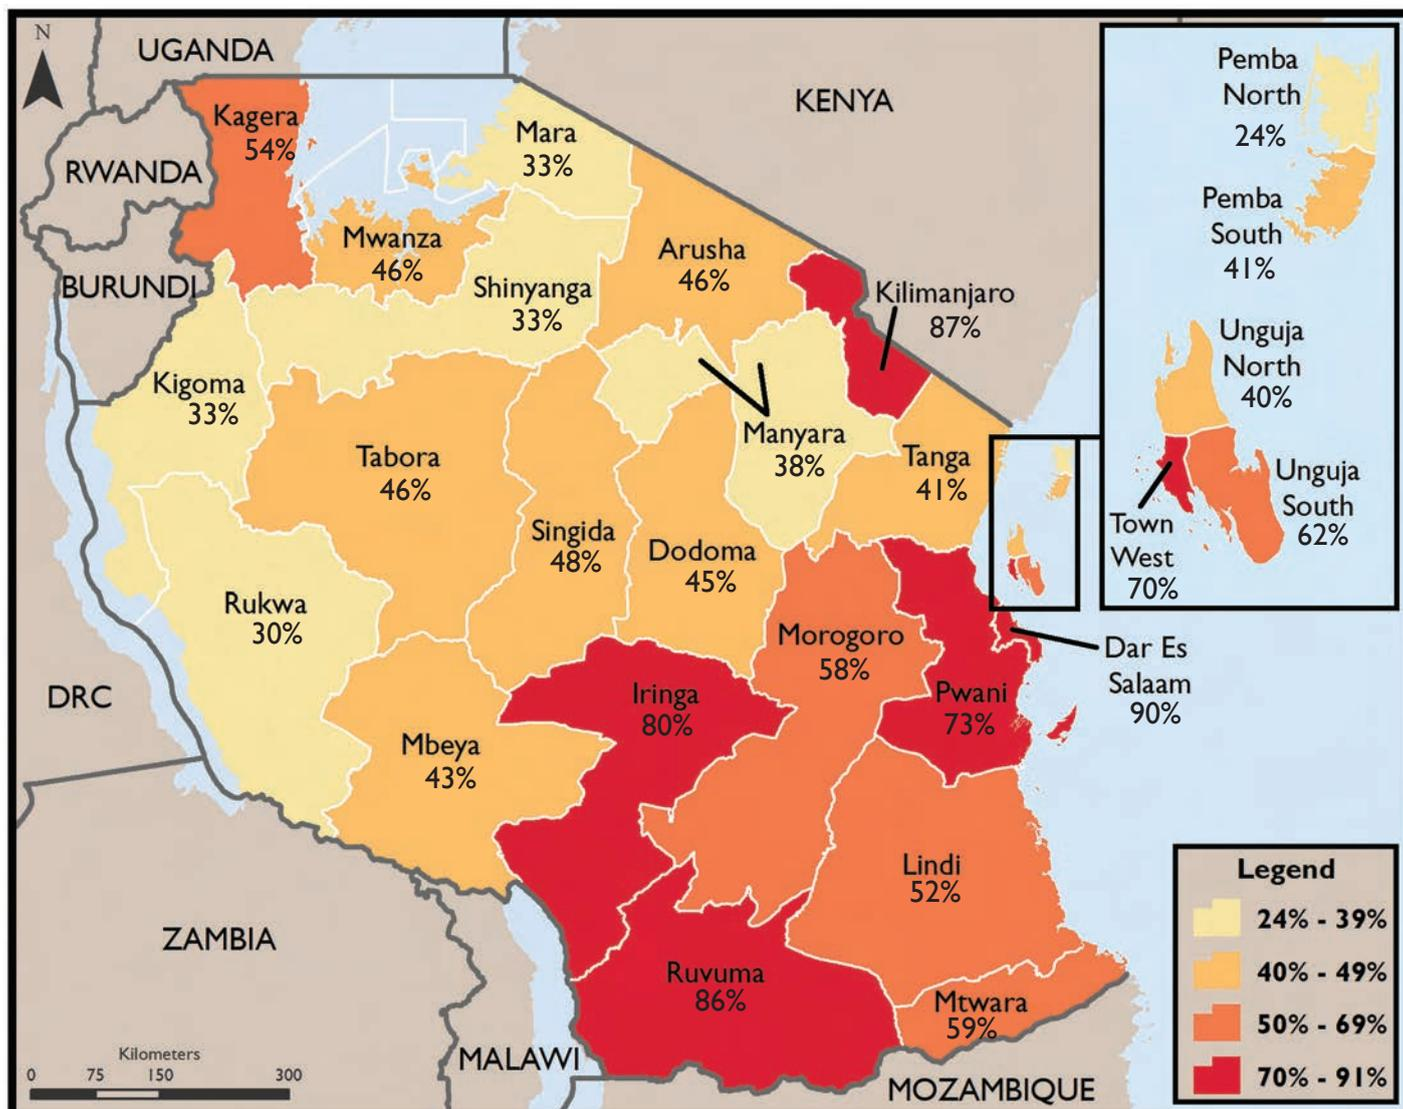 N
UGANDA
KENYA
RWANDA
BURUNDI
DRC
ZAMBIA
MALAWI
MOZAMBIQUE
Kagera
54%
Mara
33%
Mwanza
46%
Shinyanga
33%
Arusha
46%
Kilimanjaro
87%
Kigoma
33%
Tabora
46%
Singida
48%
Dodoma
45%
Manyara
38%
Tanga
41%
Rukwa
30%
Mbeya
43%
Iringa
80%
Morogoro
58%
Pwani
73%
Dar Es
Salaam
90%
Lindi
52%
Ruvuma
86%
Mtwara
59%
Pemba
North
24%
Pemba
South
41%
Unguja
North
40%
Unguja
South
62%
Town
West
70%
Legend
24% - 39%
40% - 49%
50% - 69%
70% - 91%
Kilometers
0 75 150 300